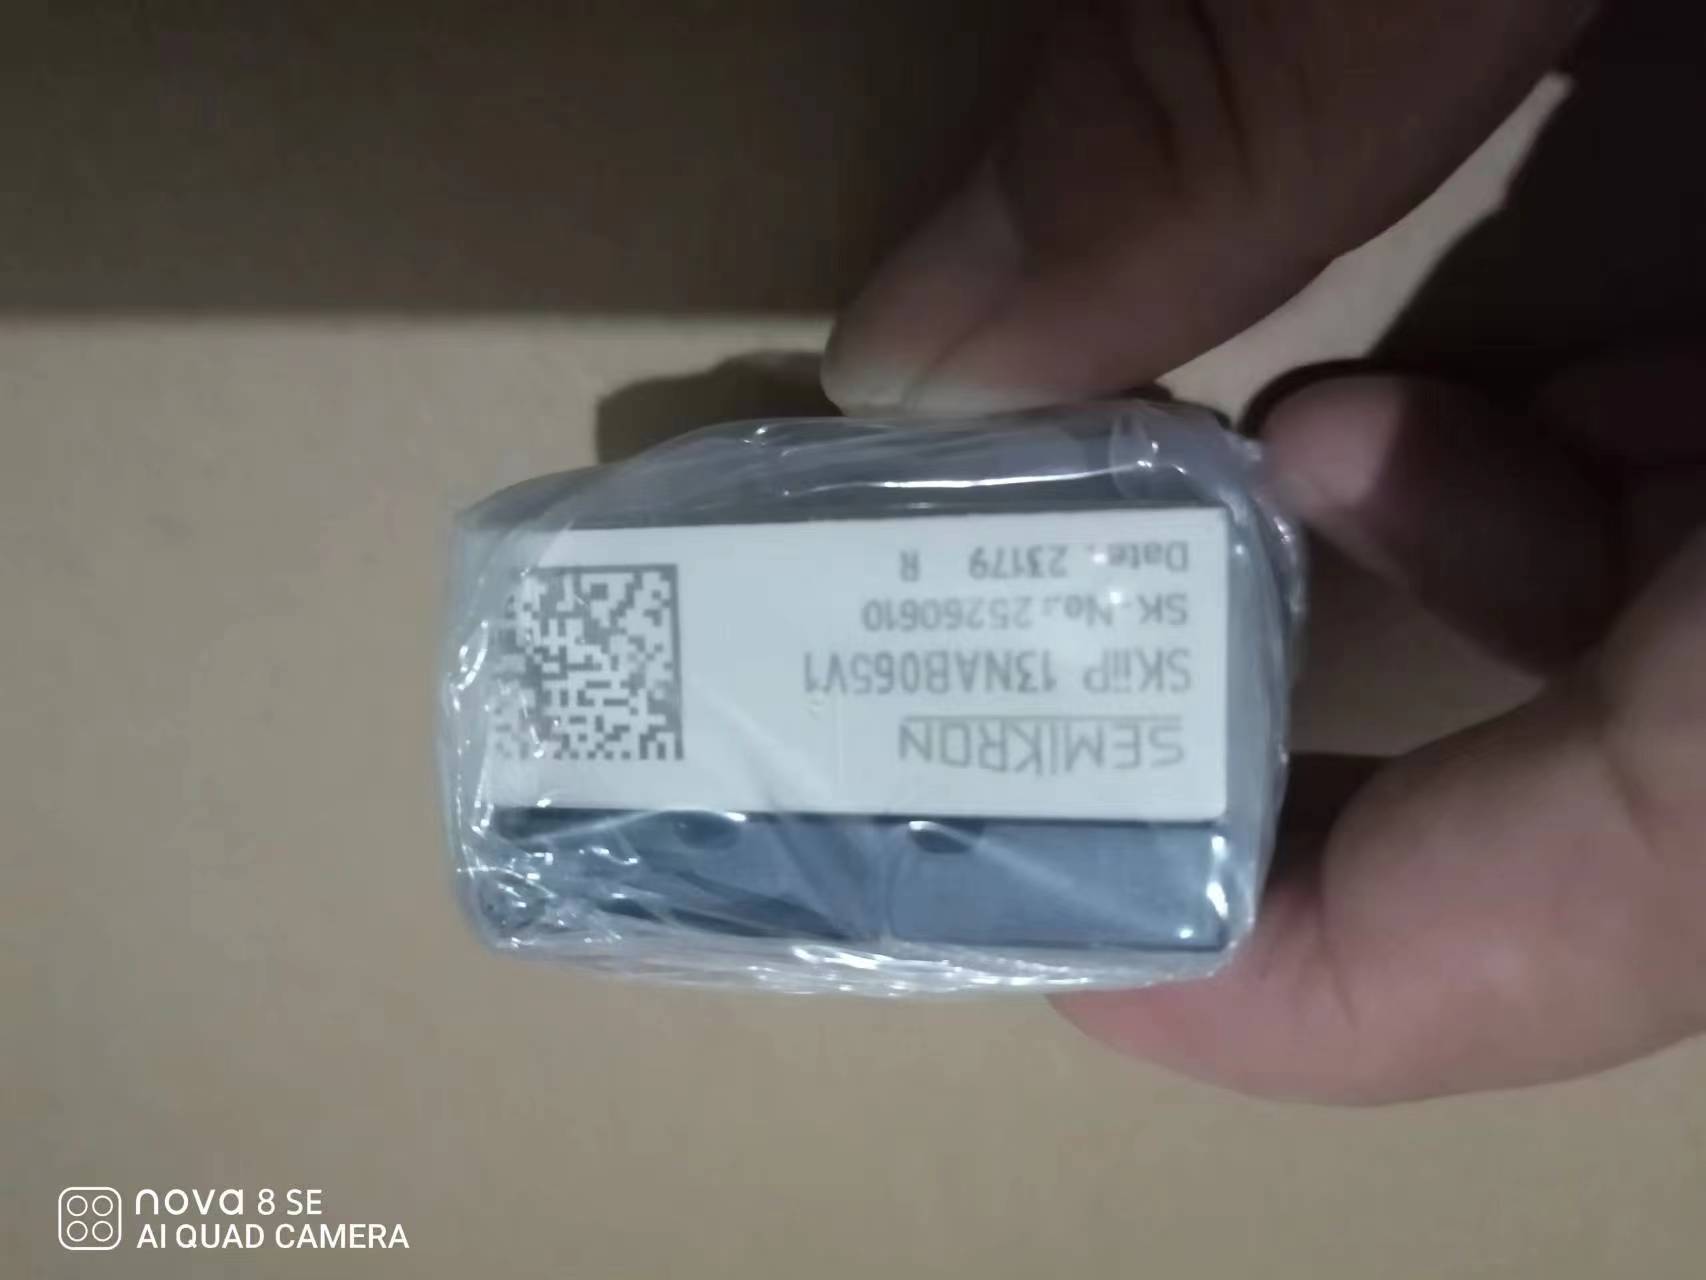 SEMIKRON
SKiiP 13NAB065V1
SK-No.: 25260610
Date: 23179 R
nova 8 SE
AI QUAD CAMERA